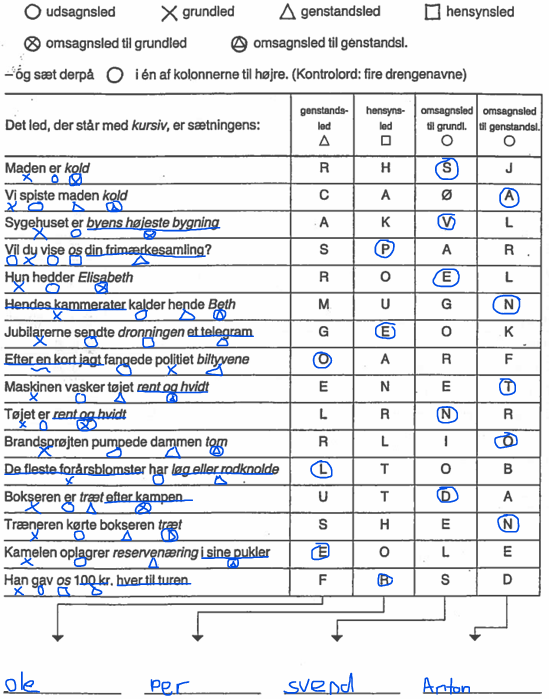 udsagnsled grundled genstandsled hensynsled
omsagnsled til grundled omsagnsled til genstandsl.
– og sæt derpå i én af kolonnerne til højre. (Kontrolord: fire drengenavne)
Det led, der står med kursiv, er sætningens: genstands- led hensyns- led omsagnsled til grundl. omsagnsled til genstandsl.
Maden er kold R H S J
Vi spiste maden kold C A Ø A
Sygehuset er byens højeste bygning A K V L
Vil du vise os din frimærkesamling? S P A R
Hun hedder Elisabeth R O E L
Hendes kammerater kalder hende Beth M U G N
Jubilarerne sendte dronningen et telegram G E O K
Efter en kort jagt fangede politiet biltyvene O A R F
Maskinen vasker tøjet rent og hvidt E N E T
Tøjet er rent og hvidt L R N R
Brandsprøjten pumpede dammen tom R L I O
De fleste forårsblomster har løg eller rodknolde L T O B
Bokseren er træt efter kampen U T D A
Træneren kørte bokseren træt S H E N
Kamelen oplagrer reservenæring i sine pukler E O L E
Han gav os 100 kr. hver til turen F R S D
ole per svend Anton